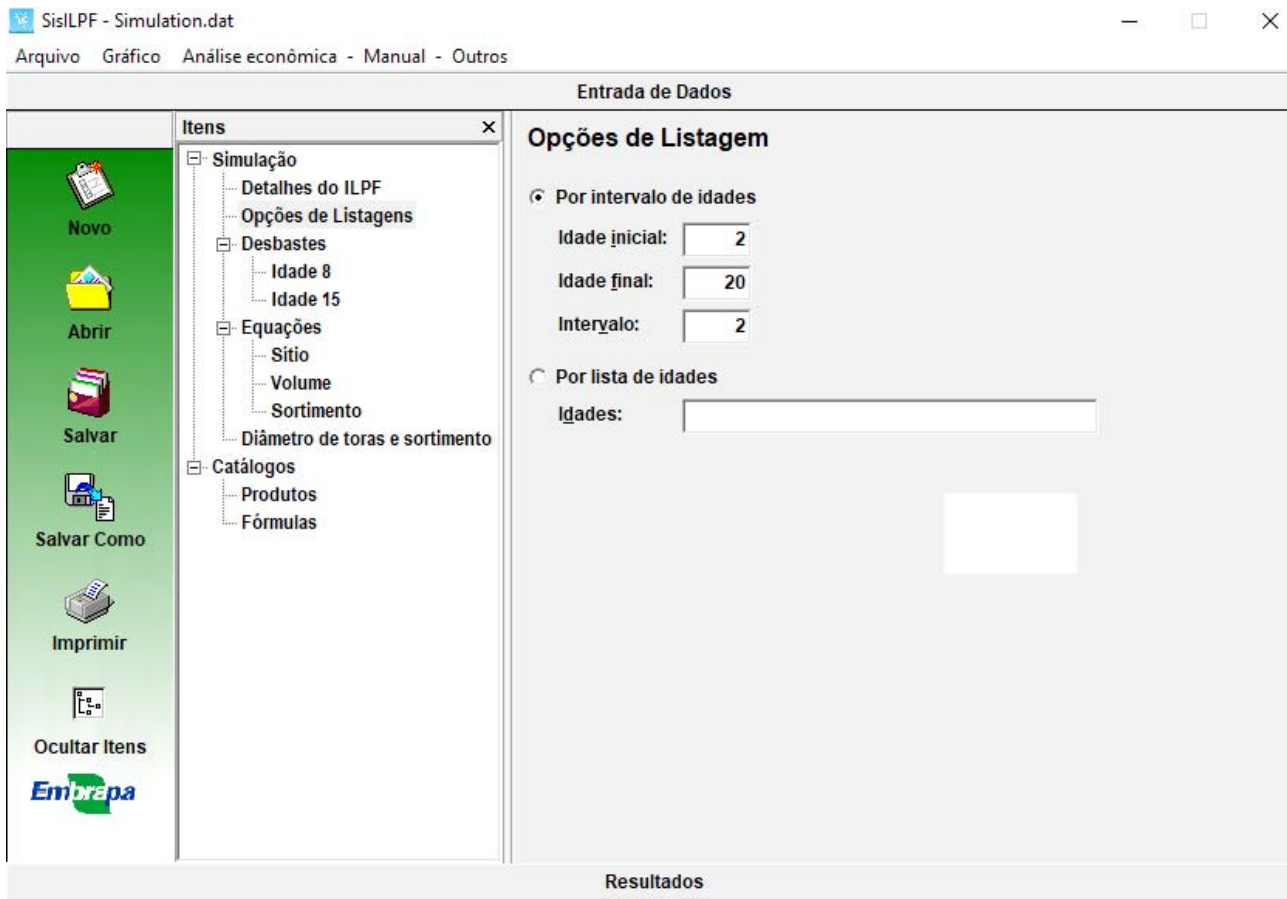 SisILPF - Simulation.dat
Arquivo Gráfico Análise econômica - Manual - Outros
Entrada de Dados
Novo
Abrir
Salvar
Salvar Como
Imprimir
Ocultar Itens
Embrapa
Itens
Simulação
Detalhes do ILPF
Opções de Listagens
Desbastes
Idade 8
Idade 15
Equações
Sítio
Volume
Sortimento
Diâmetro de toras e sortimento
Catálogos
Produtos
Fórmulas
Opções de Listagem
Por intervalo de idades
Idade inicial: 2
Idade final: 20
Intervalo: 2
Por lista de idades
Idades:
Resultados